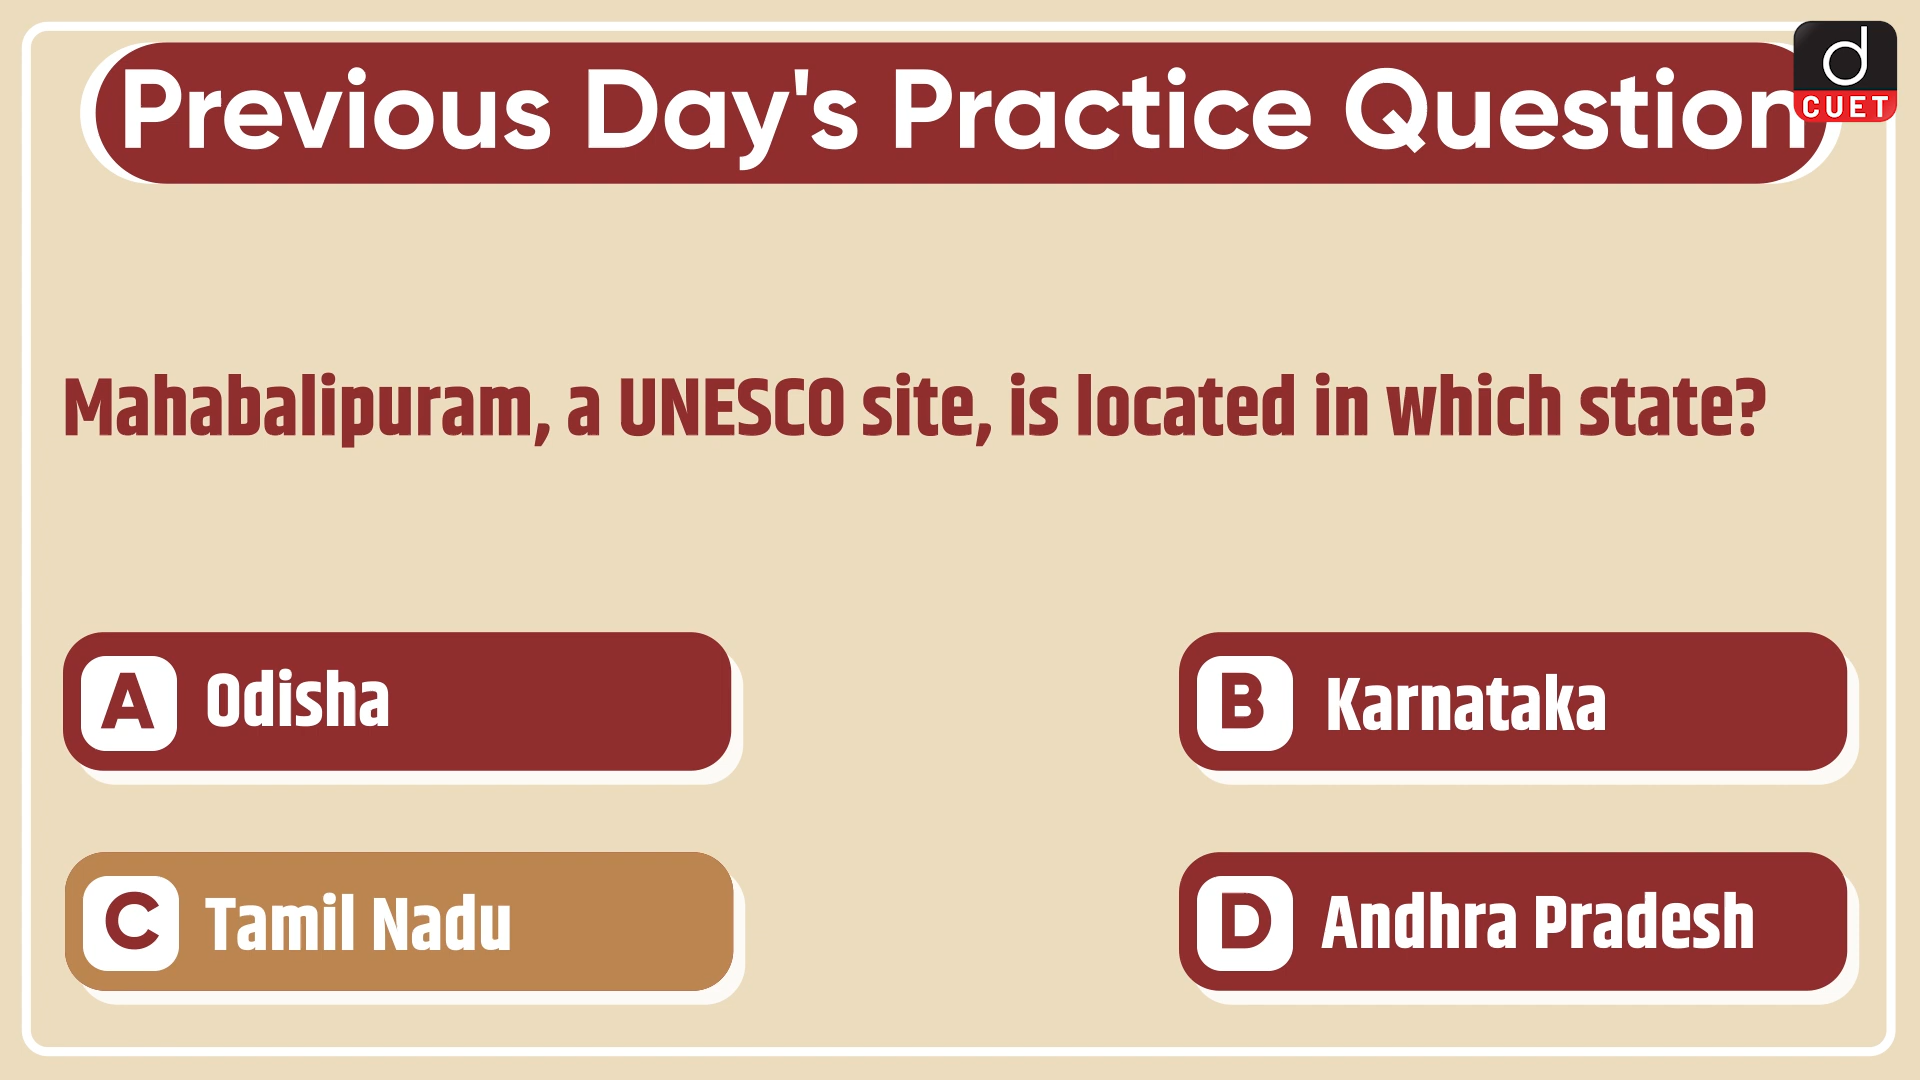 Previous Day's Practice Question
d
CUET
Mahabalipuram, a UNESCO site, is located in which state?
A Odisha
B Karnataka
C Tamil Nadu
D Andhra Pradesh